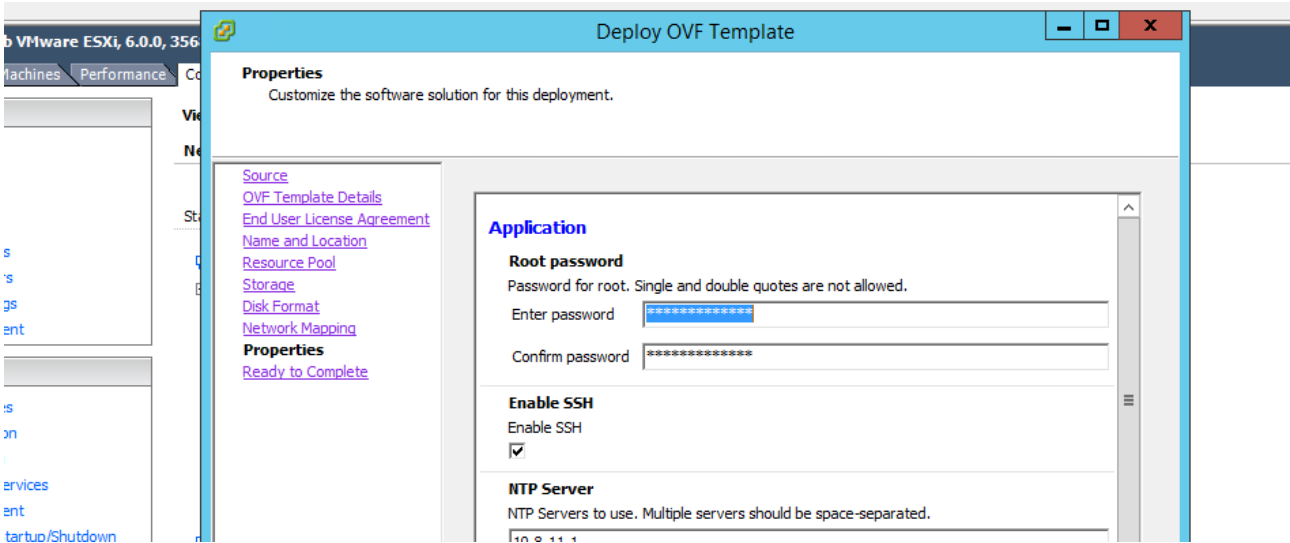 Deploy OVF Template
VMware ESXi, 6.0.0, 356
Machines Performance
Properties
Customize the software solution for this deployment.
Source
OVF Template Details
End User License Agreement
Name and Location
Resource Pool
Storage
Disk Format
Network Mapping
Properties
Ready to Complete
Application
Root password
Password for root. Single and double quotes are not allowed.
Enter password *************
Confirm password *************
Enable SSH
Enable SSH
NTP Server
NTP Servers to use. Multiple servers should be space-separated.
10.8.11.1
ervices
tartup/Shutdown